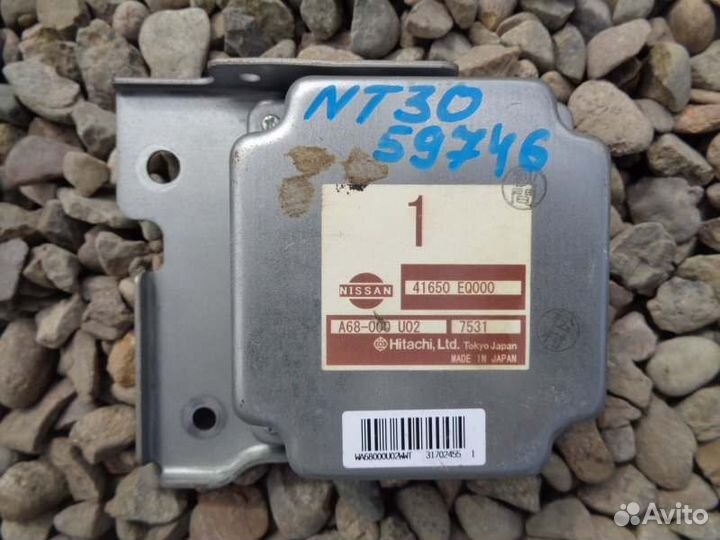 NT30
59746
1
NISSAN
41650 EQ000
A68-000 U02 7531
Hitachi, Ltd. Tokyo Japan
MADE IN JAPAN
WA68000U02WWT 31702455 1
Avito